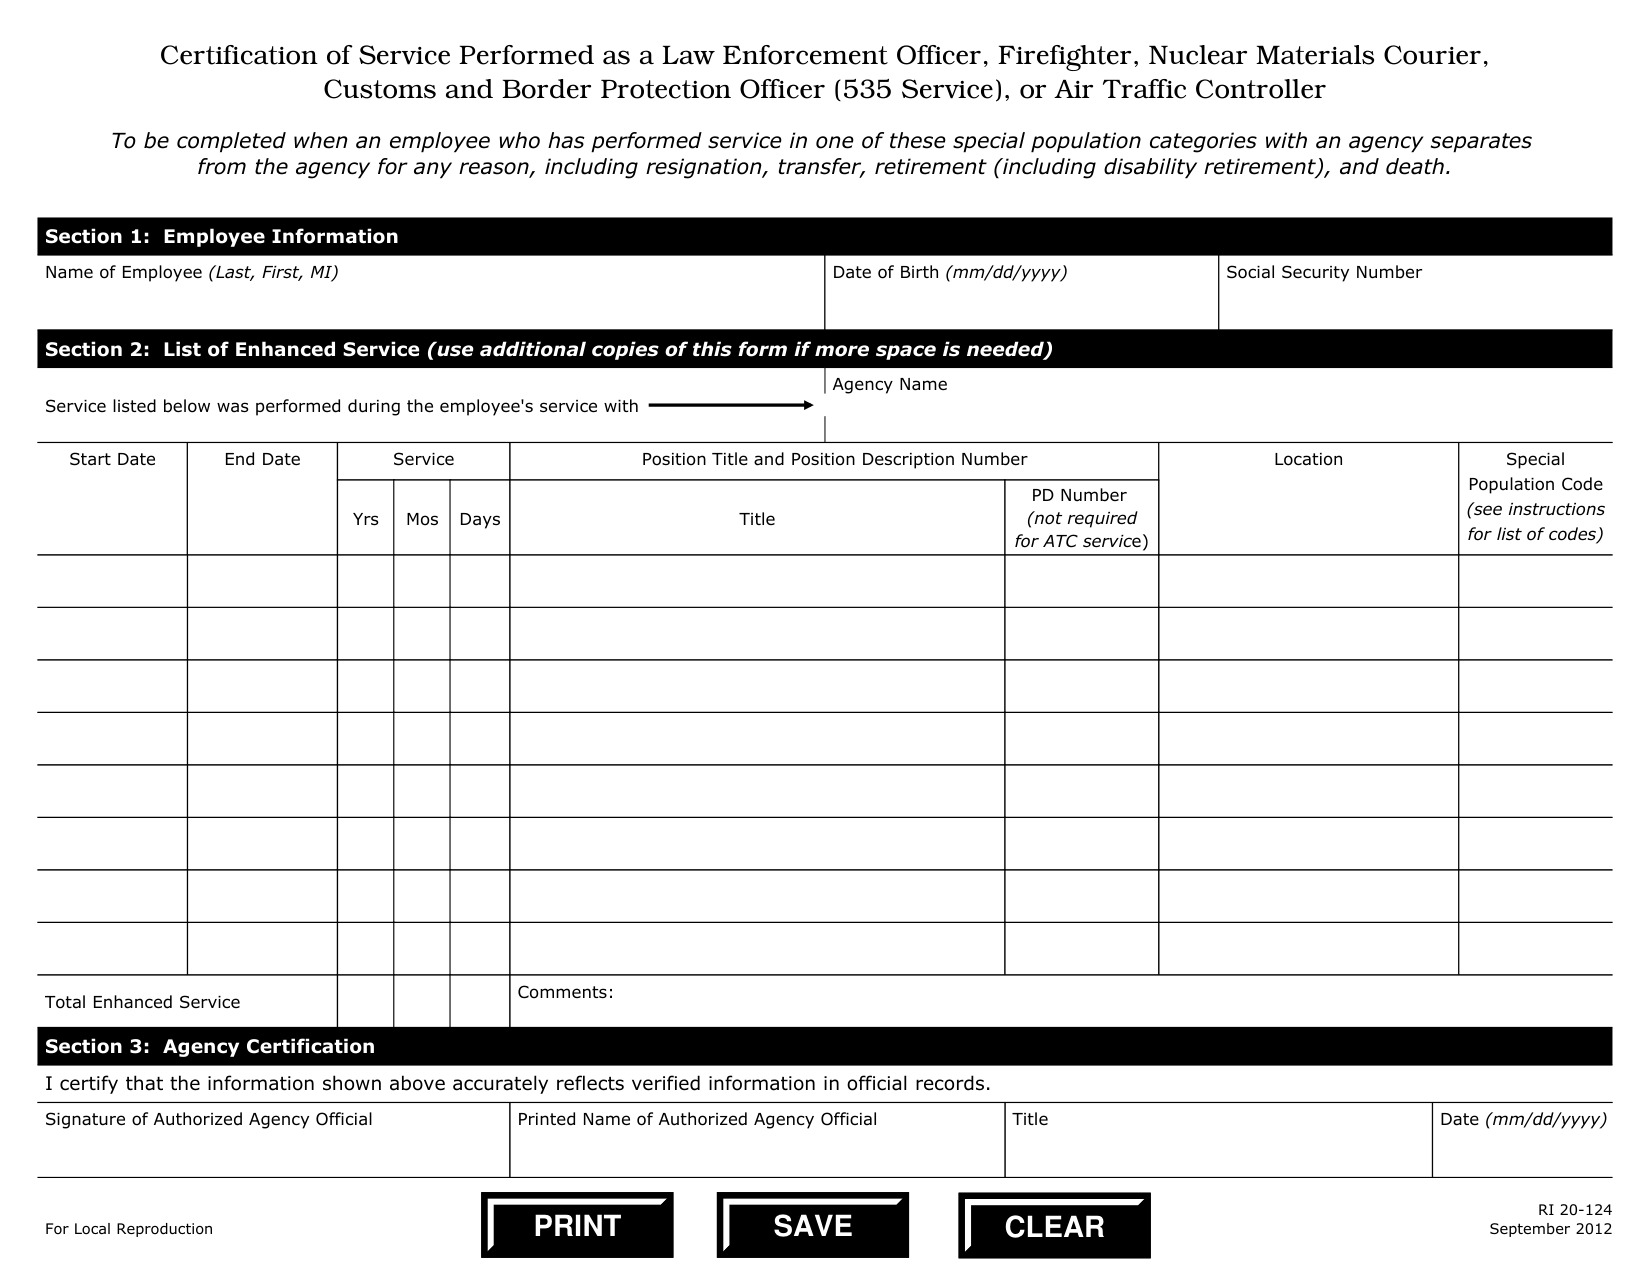 Certification of Service Performed as a Law Enforcement Officer, Firefighter, Nuclear Materials Courier,
Customs and Border Protection Officer (535 Service), or Air Traffic Controller
To be completed when an employee who has performed service in one of these special population categories with an agency separates
from the agency for any reason, including resignation, transfer, retirement (including disability retirement), and death.
Section 1:  Employee Information
Name of Employee (Last, First, MI)
Date of Birth (mm/dd/yyyy)
Social Security Number
Section 2:  List of Enhanced Service (use additional copies of this form if more space is needed)
Service listed below was performed during the employee's service with
Agency Name
Start Date
End Date
Service
Yrs
Mos
Days
Position Title and Position Description Number
Title
PD Number
(not required
for ATC service)
Location
Special
Population Code
(see instructions
for list of codes)
Total Enhanced Service
Comments:
Section 3:  Agency Certification
I certify that the information shown above accurately reflects verified information in official records.
Signature of Authorized Agency Official
Printed Name of Authorized Agency Official
Title
Date (mm/dd/yyyy)
For Local Reproduction
PRINT
SAVE
CLEAR
RI 20-124
September 2012